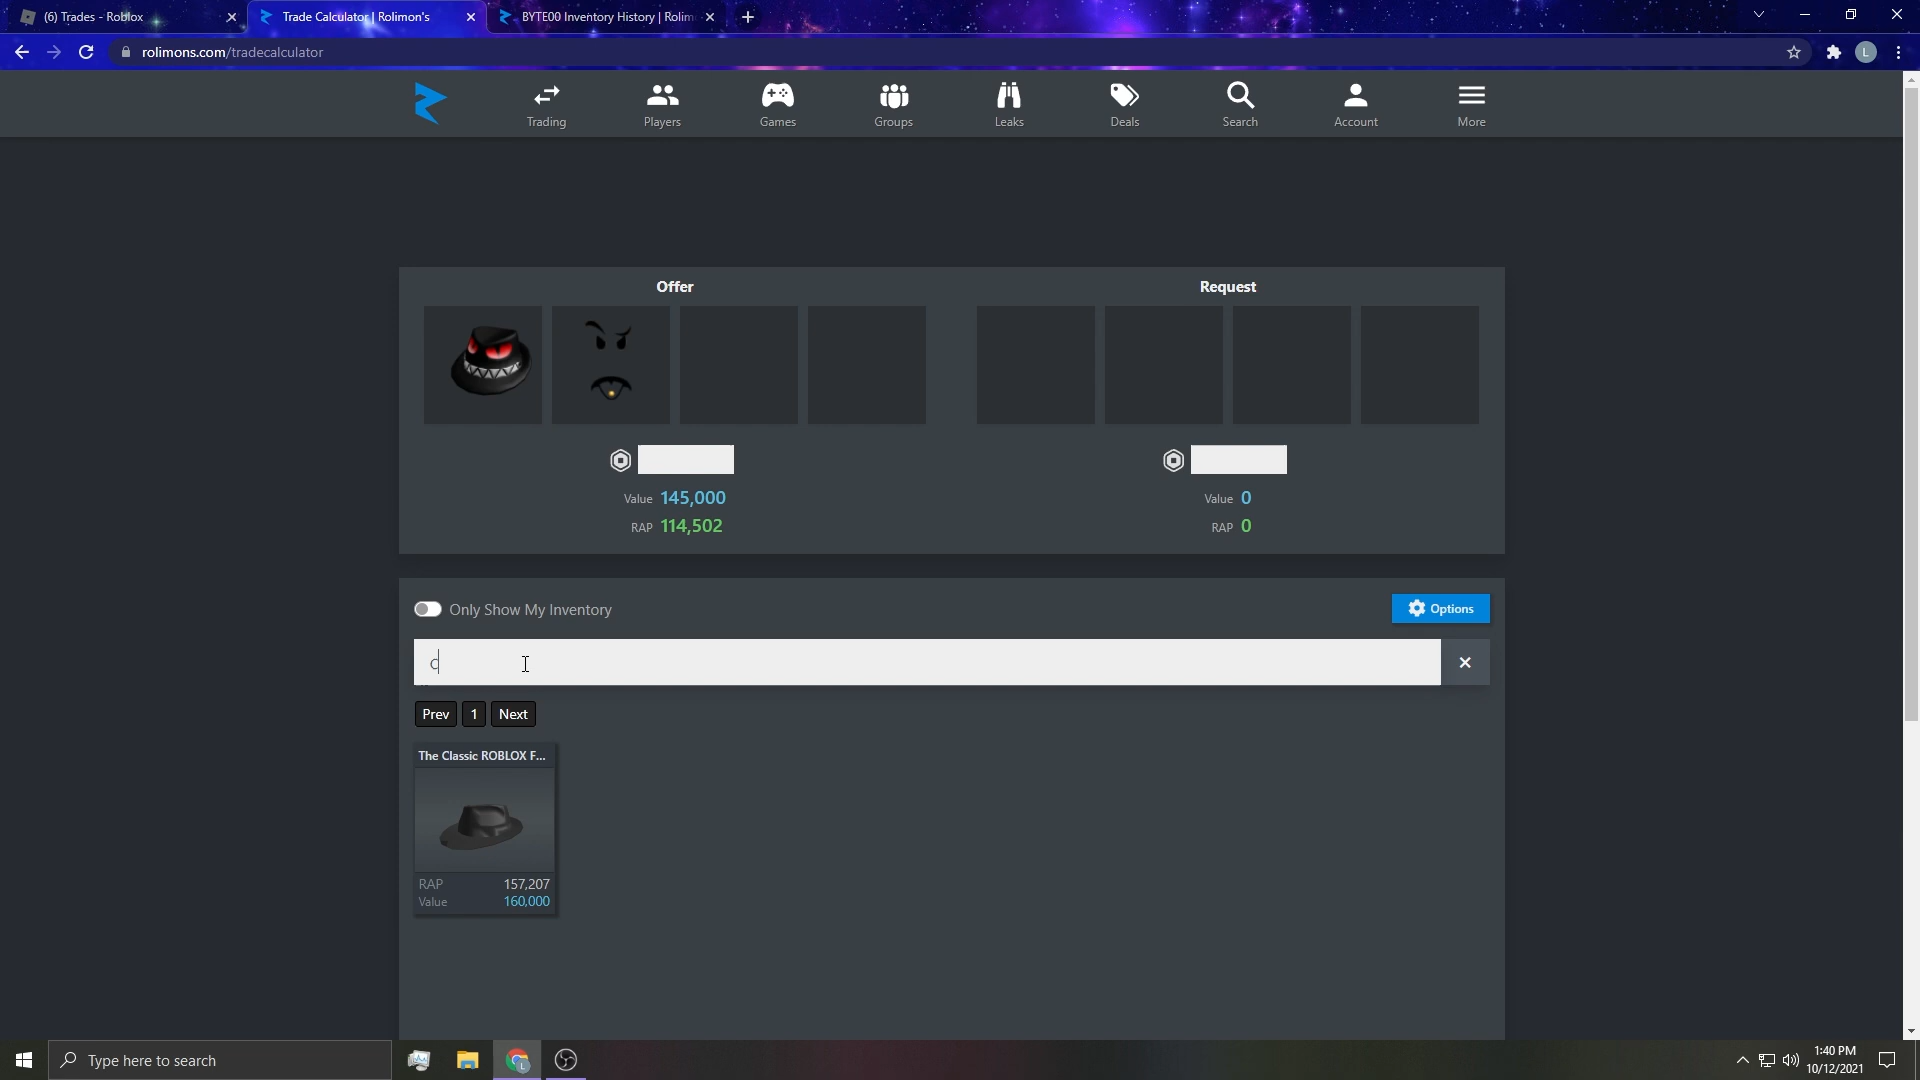 (6) Trades - Roblox
Trade Calculator | Rolimon's
BYTE00 Inventory History | Rolim
rolimons.com/tradecalculator
L
Trading
Players
Games
Groups
Leaks
Deals
Search
Account
More
Offer
Request
Value 145,000
RAP 114,502
Value 0
RAP 0
Only Show My Inventory
Options
c
Prev 1 Next
The Classic ROBLOX F...
RAP 157,207
Value 160,000
Type here to search
L
1:40 PM
10/12/2021